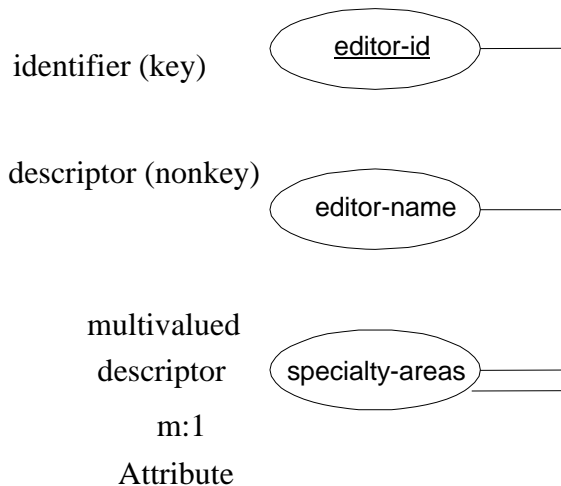 editor-id
identifier (key)
descriptor (nonkey)
editor-name
multivalued
descriptor
specialty-areas
m:1
Attribute